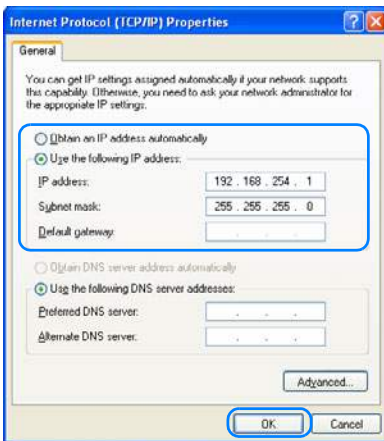 Internet Protocol (TCP/IP) Properties
General
You can get IP settings assigned automatically if your network supports
this capability. Otherwise, you need to ask your network administrator for
the appropriate IP settings.
Obtain an IP address automatically
Use the following IP address:
IP address: 192 . 168 . 254 . 1
Subnet mask: 255 . 255 . 255 . 0
Default gateway: . . .
Obtain DNS server address automatically
Use the following DNS server addresses:
Preferred DNS server: . . .
Alternate DNS server: . . .
Advanced...
OK Cancel